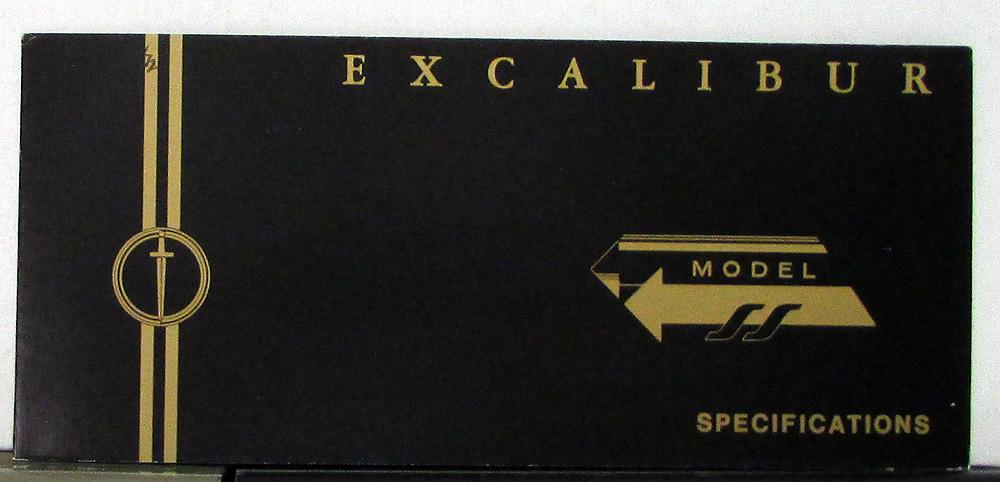 EXCALIBUR
MODEL
SS
SPECIFICATIONS